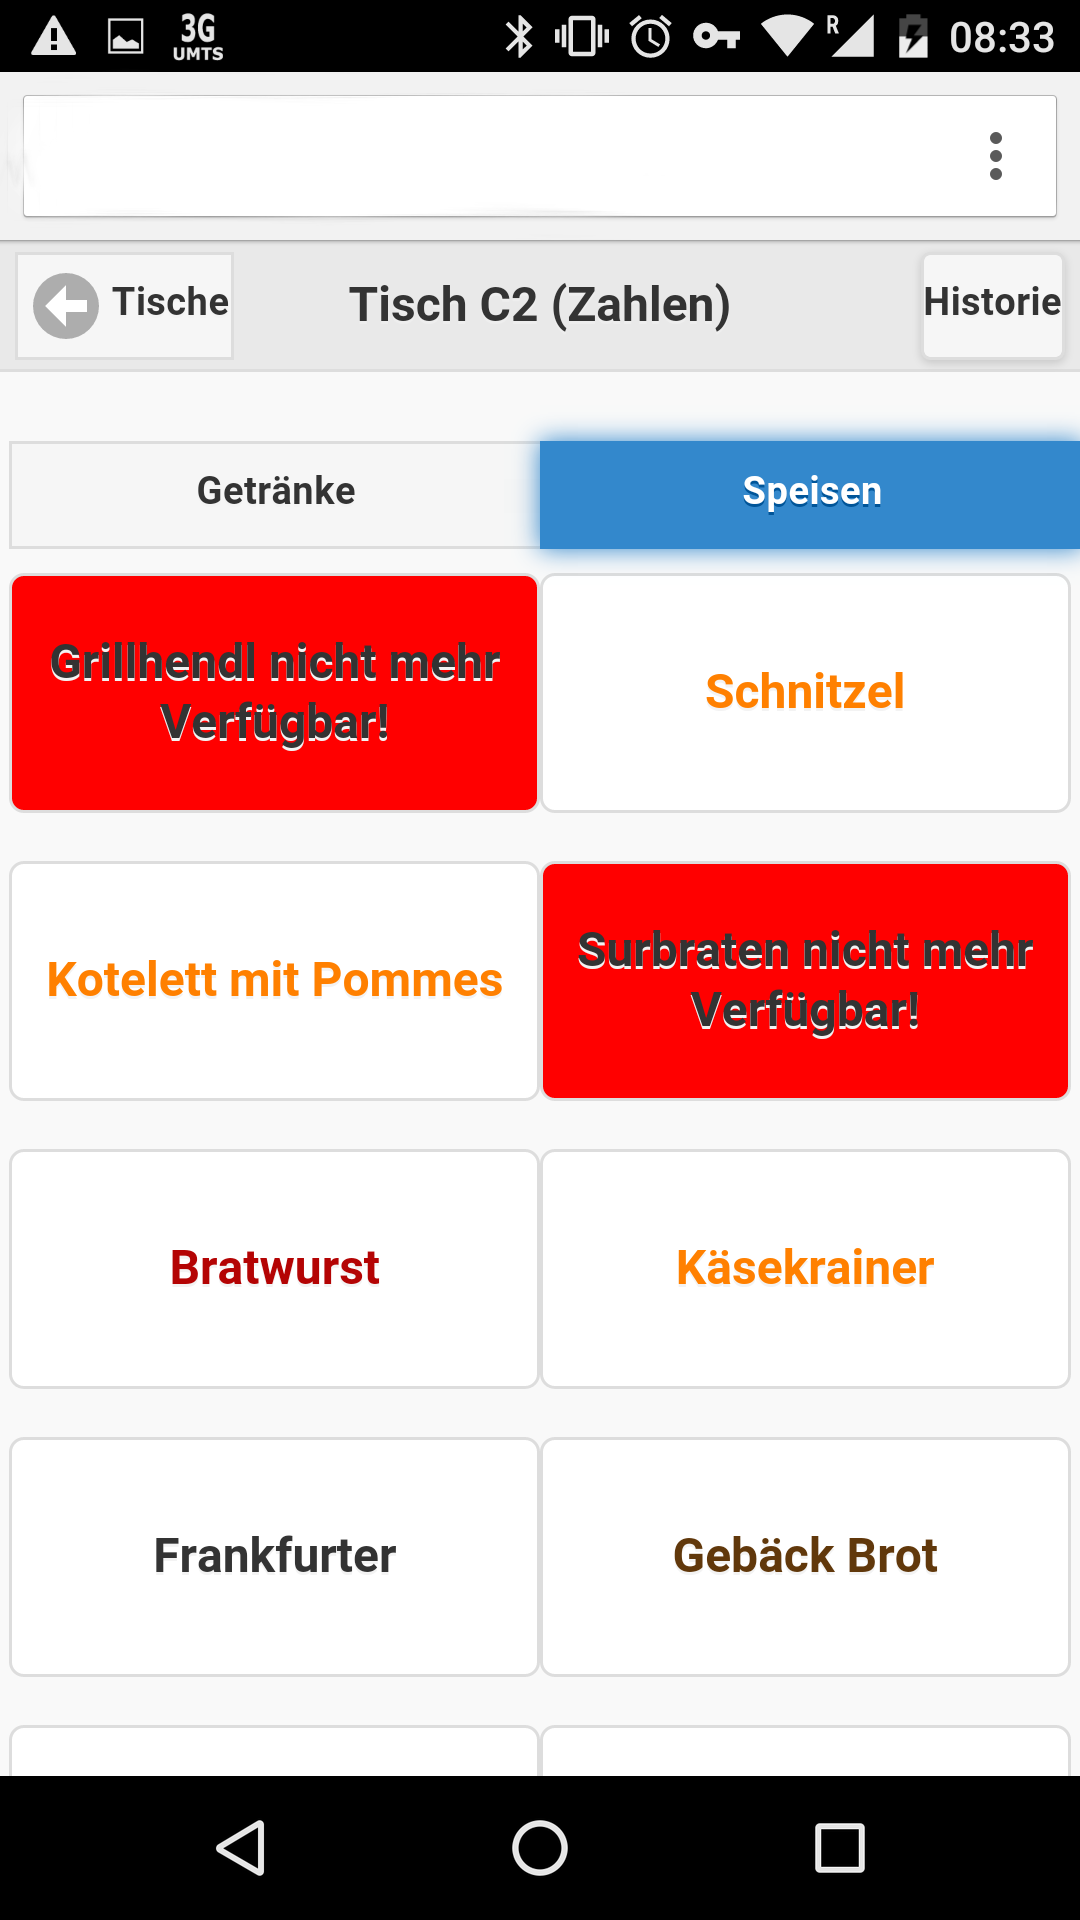 3G
UMTS
R
08:33
Tische
Tisch C2 (Zahlen)
Historie
Getränke
Speisen
Grillhendl nicht mehr
Verfügbar!
Schnitzel
Kotelett mit Pommes
Surbraten nicht mehr
Verfügbar!
Bratwurst
Käsekrainer
Frankfurter
Gebäck Brot